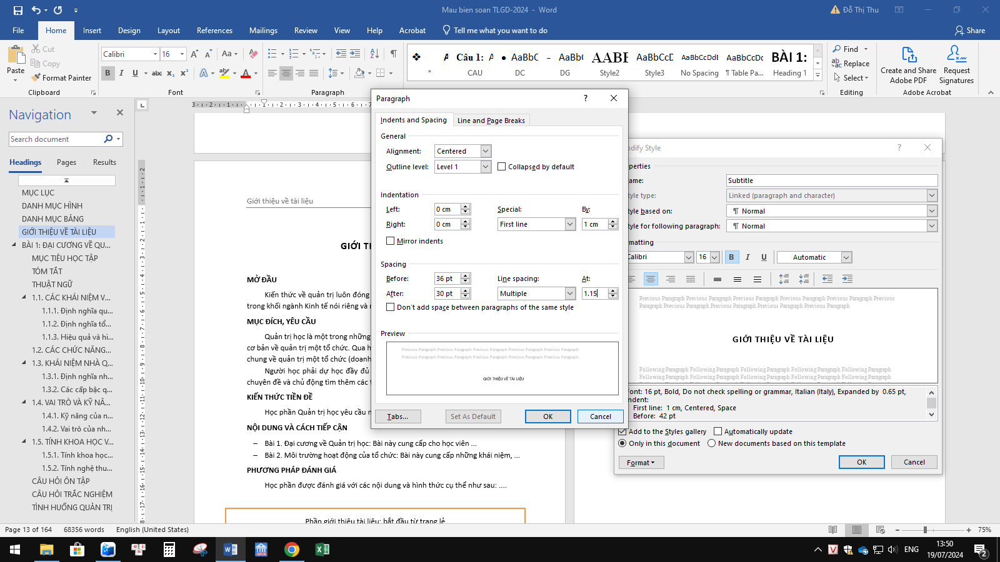 Mau bien soan TLGD-2024 - Word
Đỗ Thị Thu
File Home Insert Design Layout References Mailings Review View Help Acrobat Tell me what you want to do Share
Paste
Cut
Copy
Format Painter
Clipboard
Calibri 16
Aa
B I U abc x₂ x²
Font
Paragraph
Câu 1: AaBbC AaBb( AABE AaBbCcD AaBbCcDdE AaBbCcDc BÀI 1:
* CAU DC DG Style2 Style3 No Spacing ¶ Table Pa... Heading 1
Find
Replace
Select
Editing
Create and Share Adobe PDF
Request Signatures
Adobe Acrobat
Navigation
Search document
Headings Pages Results
MỤC LỤC
DANH MỤC HÌNH
DANH MỤC BẢNG
GIỚI THIỆU VỀ TÀI LIỆU
BÀI 1: ĐẠI CƯƠNG VỀ QU...
MỤC TIÊU HỌC TẬP
TÓM TẮT
THUẬT NGỮ
1.1. CÁC KHÁI NIỆM V...
1.1.1. Định nghĩa qu...
1.1.2. Định nghĩa tổ...
1.1.3. Hiệu quả và hi...
1.2. CÁC CHỨC NĂNG...
1.3. KHÁI NIỆM NHÀ Q...
1.3.1. Định nghĩa nh...
1.3.2. Các cấp bậc q...
1.4. VAI TRÒ VÀ KỸ NĂ...
1.4.1. Kỹ năng của n...
1.4.2. Vai trò của nh...
1.5. TÍNH KHOA HỌC V...
1.5.1. Tính khoa học...
1.5.2. Tính nghệ thu...
CÂU HỎI ÔN TẬP
CÂU HỎI TRẮC NGHIỆM
TÌNH HUỐNG QUẢN TRỊ
Giới thiệu về tài liệu
GIỚI T
MỞ ĐẦU
Kiến thức về quản trị luôn đóng
trong khối ngành Kinh tế nói riêng và
MỤC ĐÍCH, YÊU CẦU
Quản trị học là một trong những
cơ bản về quản trị một tổ chức. Qua
chung về quản trị một tổ chức (doanh
Người học phải dự học đầy đủ
chuyên đề và chủ động tìm thêm các
KIẾN THỨC TIỀN ĐỀ
Học phần Quản trị học yêu cầu
NỘI DUNG VÀ CÁCH TIẾP CẬN
– Bài 1. Đại cương về Quản trị học: Bài này cung cấp cho học viên ...
– Bài 2. Môi trường hoạt động của tổ chức: Bài này cung cấp những khái niệm, ...
PHƯƠNG PHÁP ĐÁNH GIÁ
Học phần được đánh giá với các nội dung và hình thức cụ thể như sau: ....
Phần giới thiệu tài liệu: bắt đầu từ trang lẻ
Paragraph ?
Indents and Spacing Line and Page Breaks
General
Alignment: Centered
Outline level: Level 1 Collapsed by default
Indentation
Left: 0 cm Special: By:
Right: 0 cm First line 1 cm
Mirror indents
Spacing
Before: 36 pt Line spacing: At:
After: 30 pt Multiple 1.15
Don't add space between paragraphs of the same style
Preview
Previous Paragraph Previous Paragraph Previous Paragraph Previous Paragraph Previous Paragraph
Previous Paragraph Previous Paragraph Previous Paragraph Previous Paragraph Previous Paragraph
GIỚI THIỆU VỀ TÀI LIỆU
Tabs... Set As Default OK Cancel
odify Style ?
perties
ame: Subtitle
tyle type: Linked (paragraph and character)
tyle based on: ¶ Normal
tyle for following paragraph: ¶ Normal
rmatting
Calibri 16 B I U Automatic
Previous Paragraph Previous Paragraph Previous Paragraph Previous Paragraph Previous Paragraph Previous
Paragraph Previous Paragraph Previous Paragraph Previous Paragraph Previous Paragraph
GIỚI THIỆU VỀ TÀI LIỆU
Following Paragraph Following Paragraph Following Paragraph Following Paragraph Following Paragraph
Following Paragraph Following Paragraph Following Paragraph Following Paragraph Following Paragraph
Font: 16 pt, Bold, Do not check spelling or grammar, Italian (Italy), Expanded by 0.65 pt,
Indent:
First line: 1 cm, Centered, Space
Before: 42 pt
Add to the Styles gallery Automatically update
Only in this document New documents based on this template
Format OK Cancel
Page 13 of 164 68356 words English (United States) 75%
ENG
13:50
19/07/2024
2